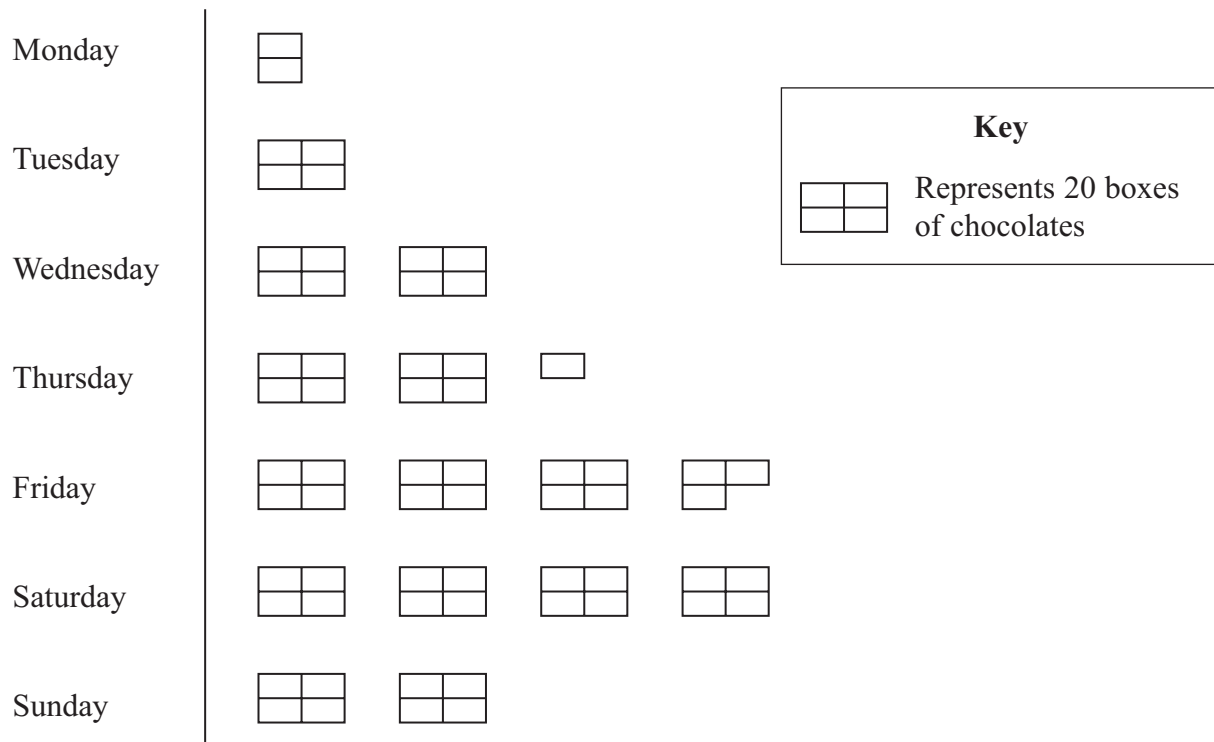 Monday
Tuesday
Wednesday
Thursday
Friday
Saturday
Sunday
Key
Represents 20 boxes
of chocolates